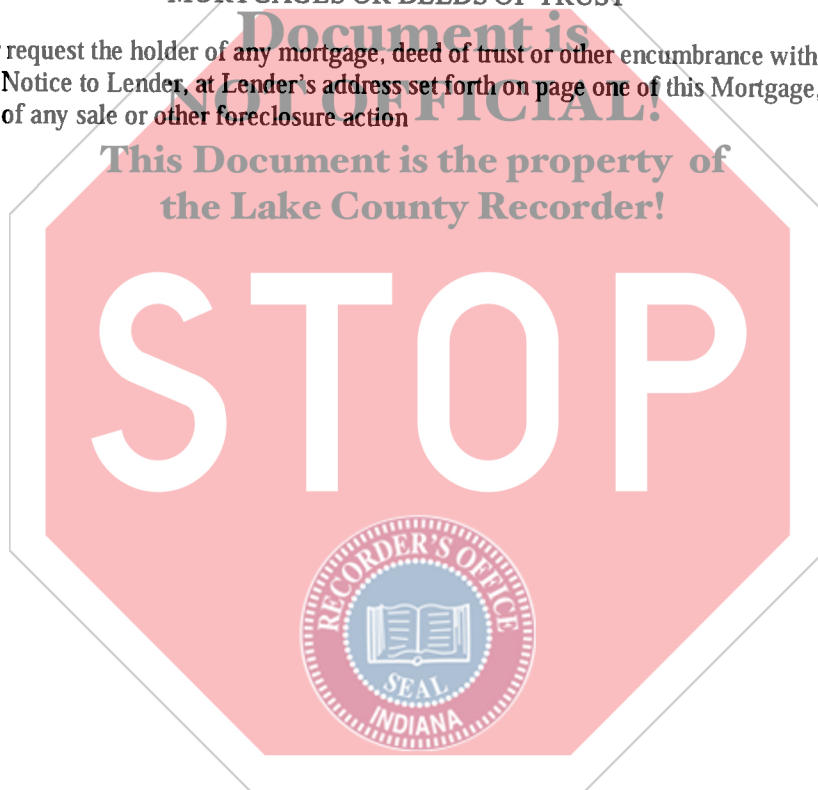 MORTGAGES OR DEEDS OF TRUST
Document is
request the holder of any mortgage, deed of trust or other encumbrance with
Notice to Lender, at Lender's address set forth on page one of this Mortgage,
NOT OFFICIAL!
of any sale or other foreclosure action
This Document is the property of
the Lake County Recorder!
STOP
RECORDER'S OFFICE
SEAL
INDIANA